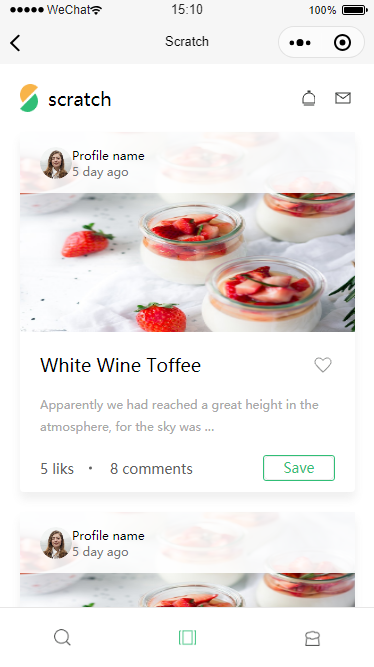 WeChat
15:10
100%
Scratch
scratch
Profile name
5 day ago
White Wine Toffee
Apparently we had reached a great height in the
atmosphere, for the sky was ...
5 likes • 8 comments
Save
Profile name
5 day ago